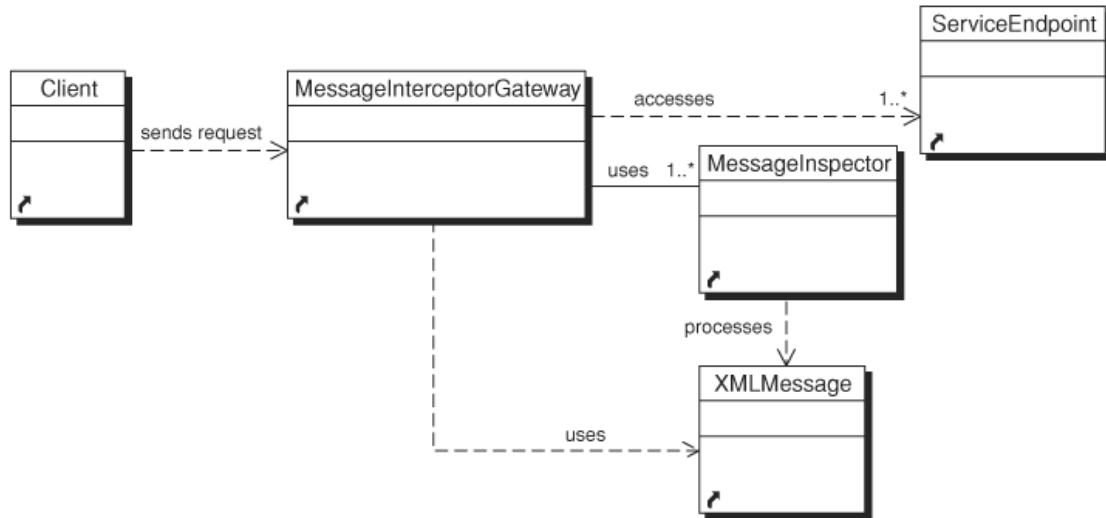 ServiceEndpoint
Client
MessageInterceptorGateway
accesses
1..*
sends request
uses
1..*
MessageInspector
processes
XMLMessage
uses